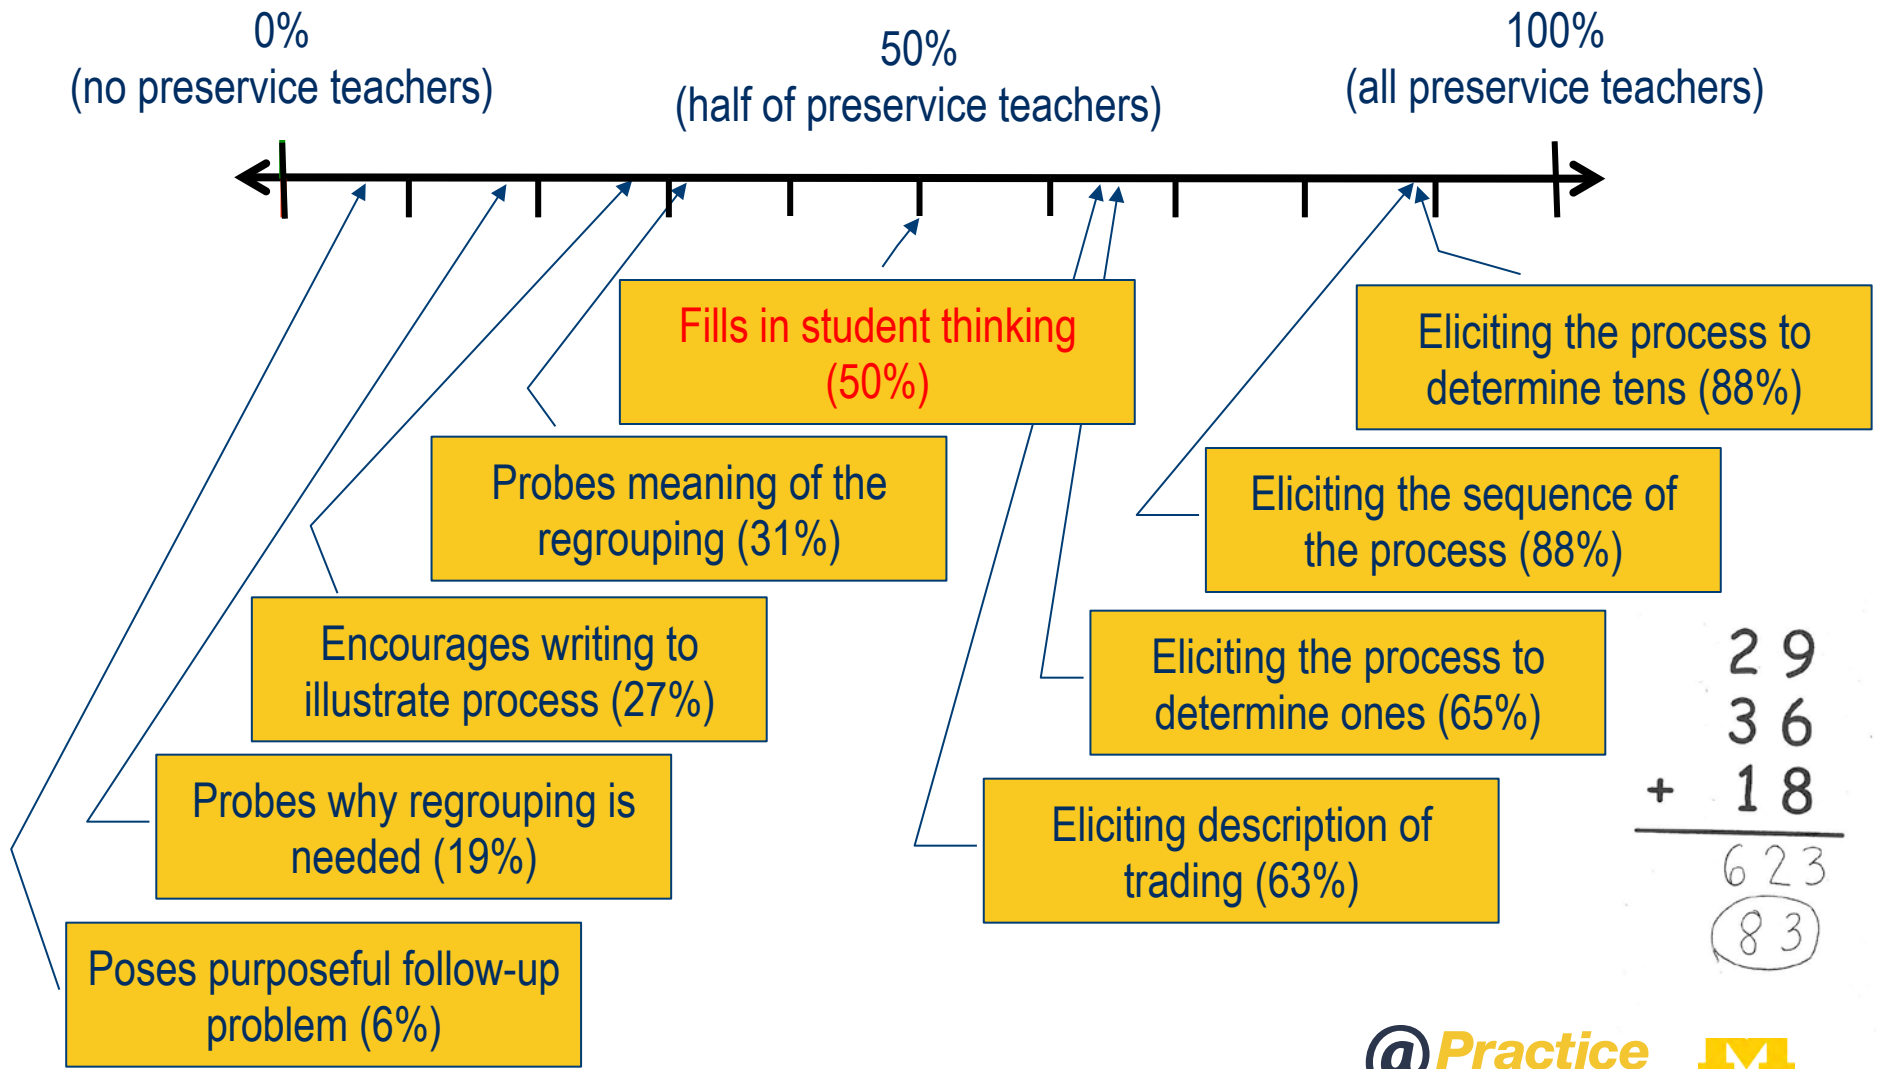 0%
(no preservice teachers)
50%
(half of preservice teachers)
100%
(all preservice teachers)
Fills in student thinking
(50%)
Eliciting the process to
determine tens (88%)
Probes meaning of the
regrouping (31%)
Eliciting the sequence of
the process (88%)
Encourages writing to
illustrate process (27%)
Eliciting the process to
determine ones (65%)
Probes why regrouping is
needed (19%)
Eliciting description of
trading (63%)
Poses purposeful follow-up
problem (6%)
29
36
+ 18
623
83
@Practice
M